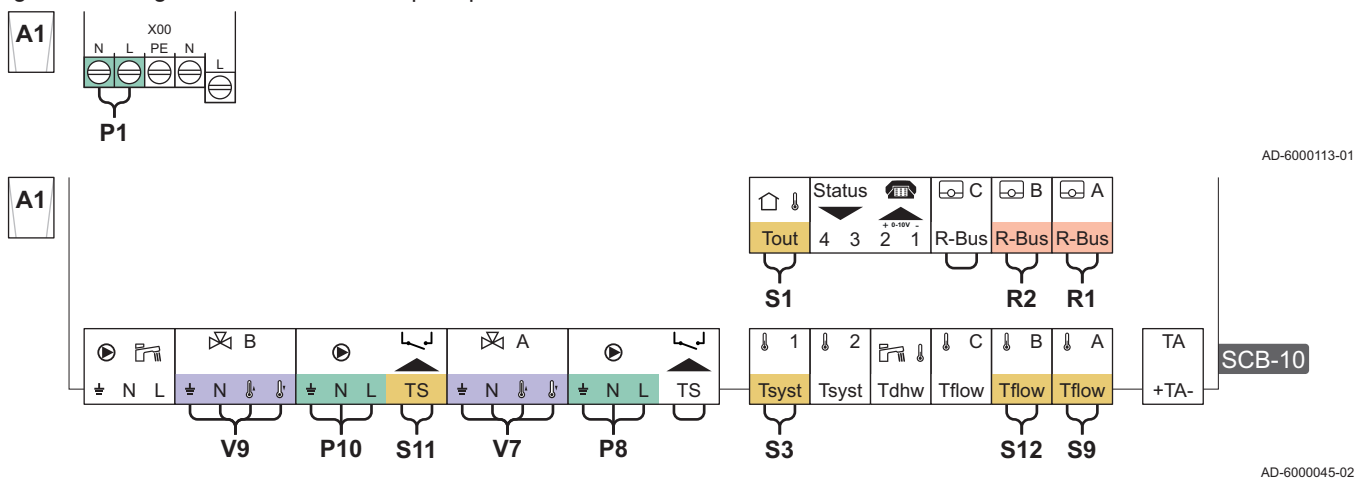 A1
X00
N L PE N L
P1
AD-6000113-01
A1
Status C B A
+ 0-10V -
Tout 4 3 2 1 R-Bus R-Bus R-Bus
S1 R2 R1
B A 1 2 C B A TA
SCB-10
N L N N L TS N N L TS Tsyst Tsyst Tdhw Tflow Tflow Tflow +TA-
V9 P10 S11 V7 P8 S3 S12 S9
AD-6000045-02